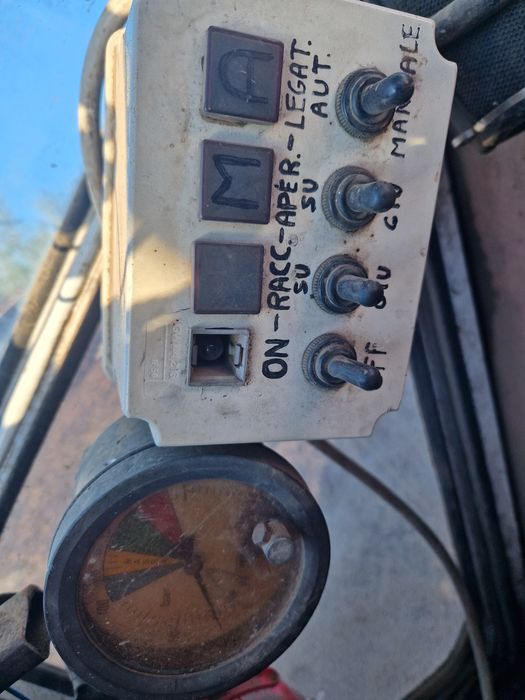 M A
ON - RACC. - APER. - LEGAT.
SU SU AUT.
OFF GIU GIU MANUALE